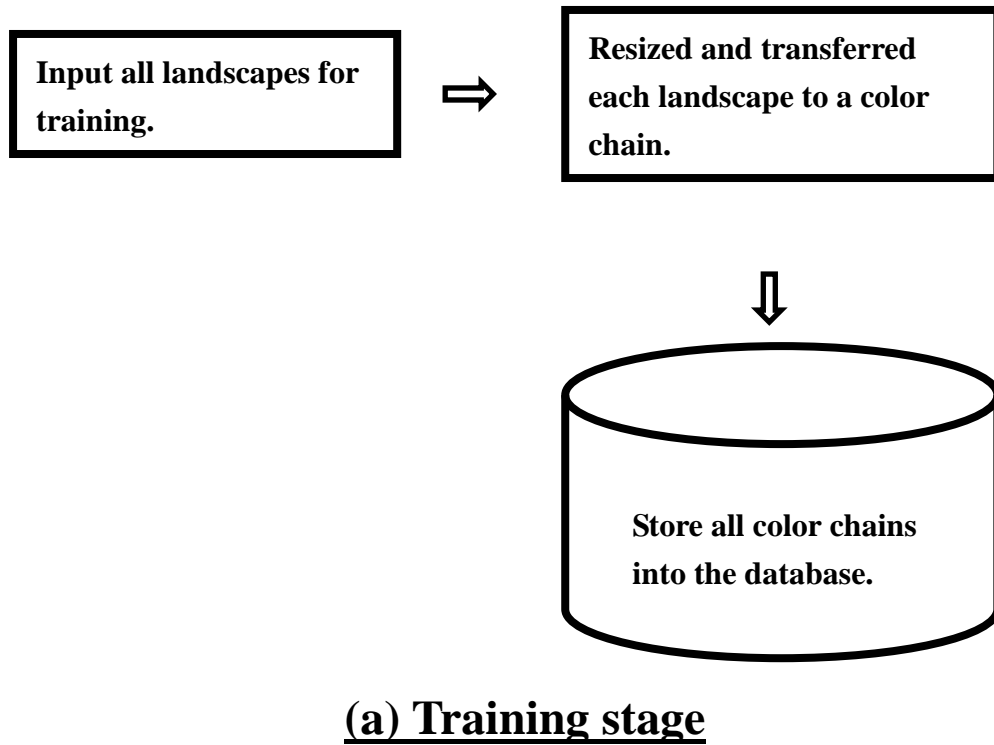 Input all landscapes for
training.
Resized and transferred
each landscape to a color
chain.
Store all color chains
into the database.
(a) Training stage